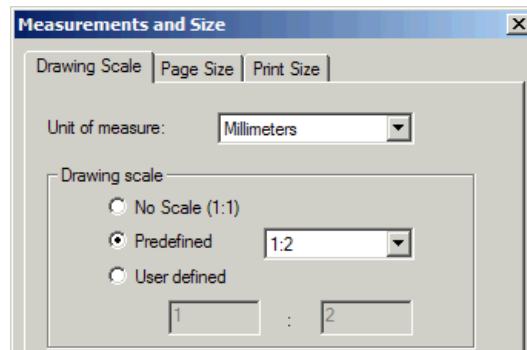 Measurements and Size
Drawing Scale Page Size Print Size
Unit of measure: Millimeters
Drawing scale
No Scale (1:1)
Predefined 1:2
User defined
1 : 2